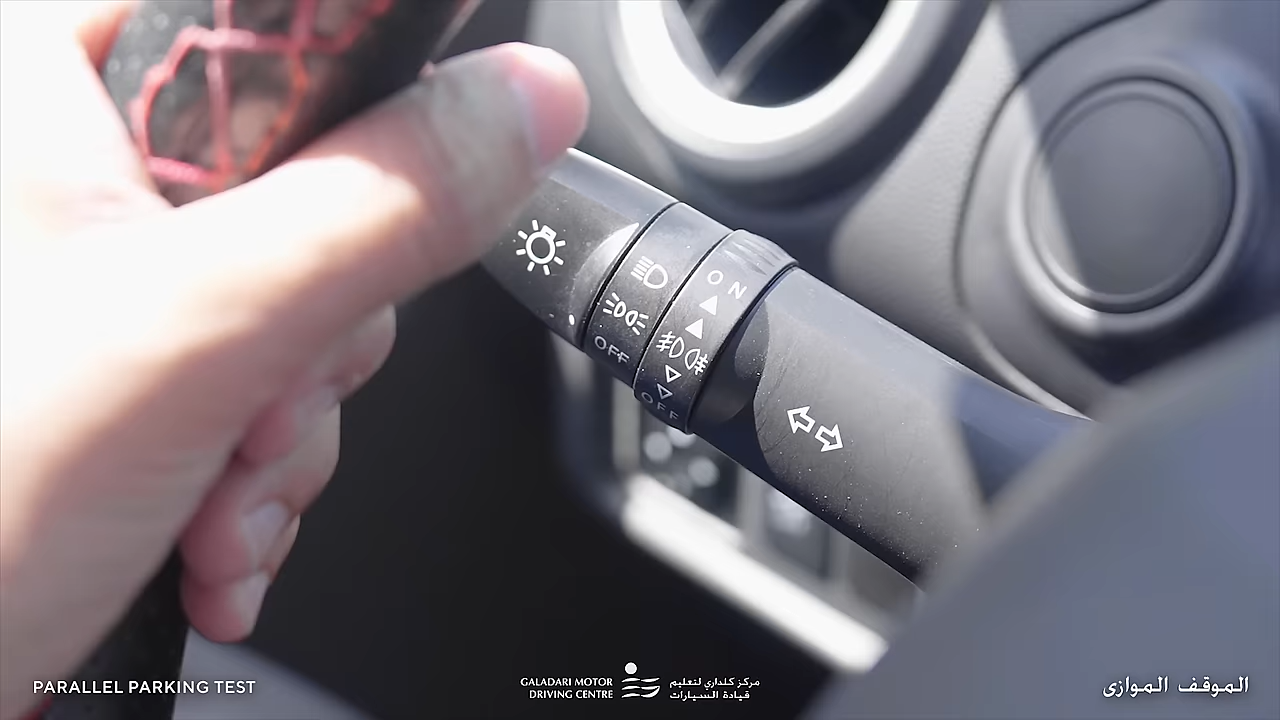 ON
OFF
OFF
PARALLEL PARKING TEST
GALADARI MOTOR
DRIVING CENTRE
مركز كلداري لتعليم
قيادة السيارات
الموقف الموازى